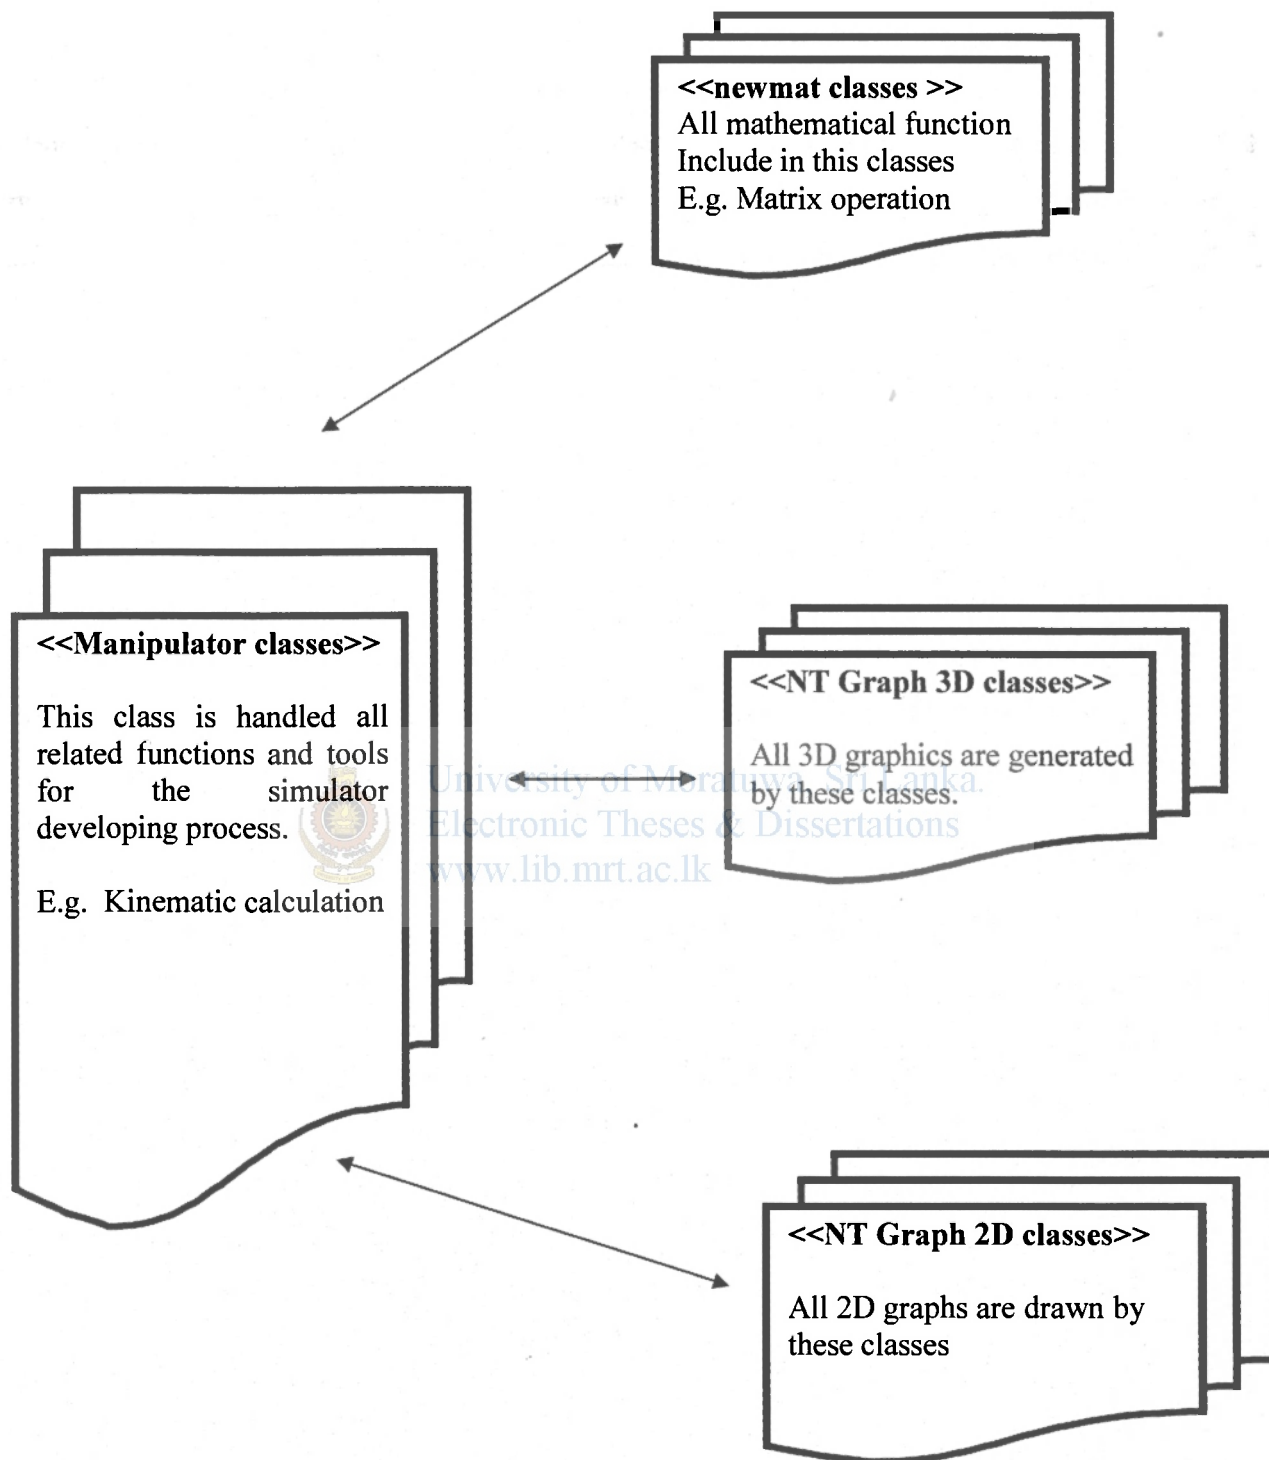 <<newmat classes >>
All mathematical function
Include in this classes
E.g. Matrix operation
<<Manipulator classes>>
This class is handled all
related functions and tools
for the simulator
developing process.
E.g. Kinematic calculation
<<NT Graph 3D classes>>
All 3D graphics are generated
by these classes.
University of Moratuwa, Sri Lanka.
Electronic Theses & Dissertations
www.lib.mrt.ac.lk
<<NT Graph 2D classes>>
All 2D graphs are drawn by
these classes